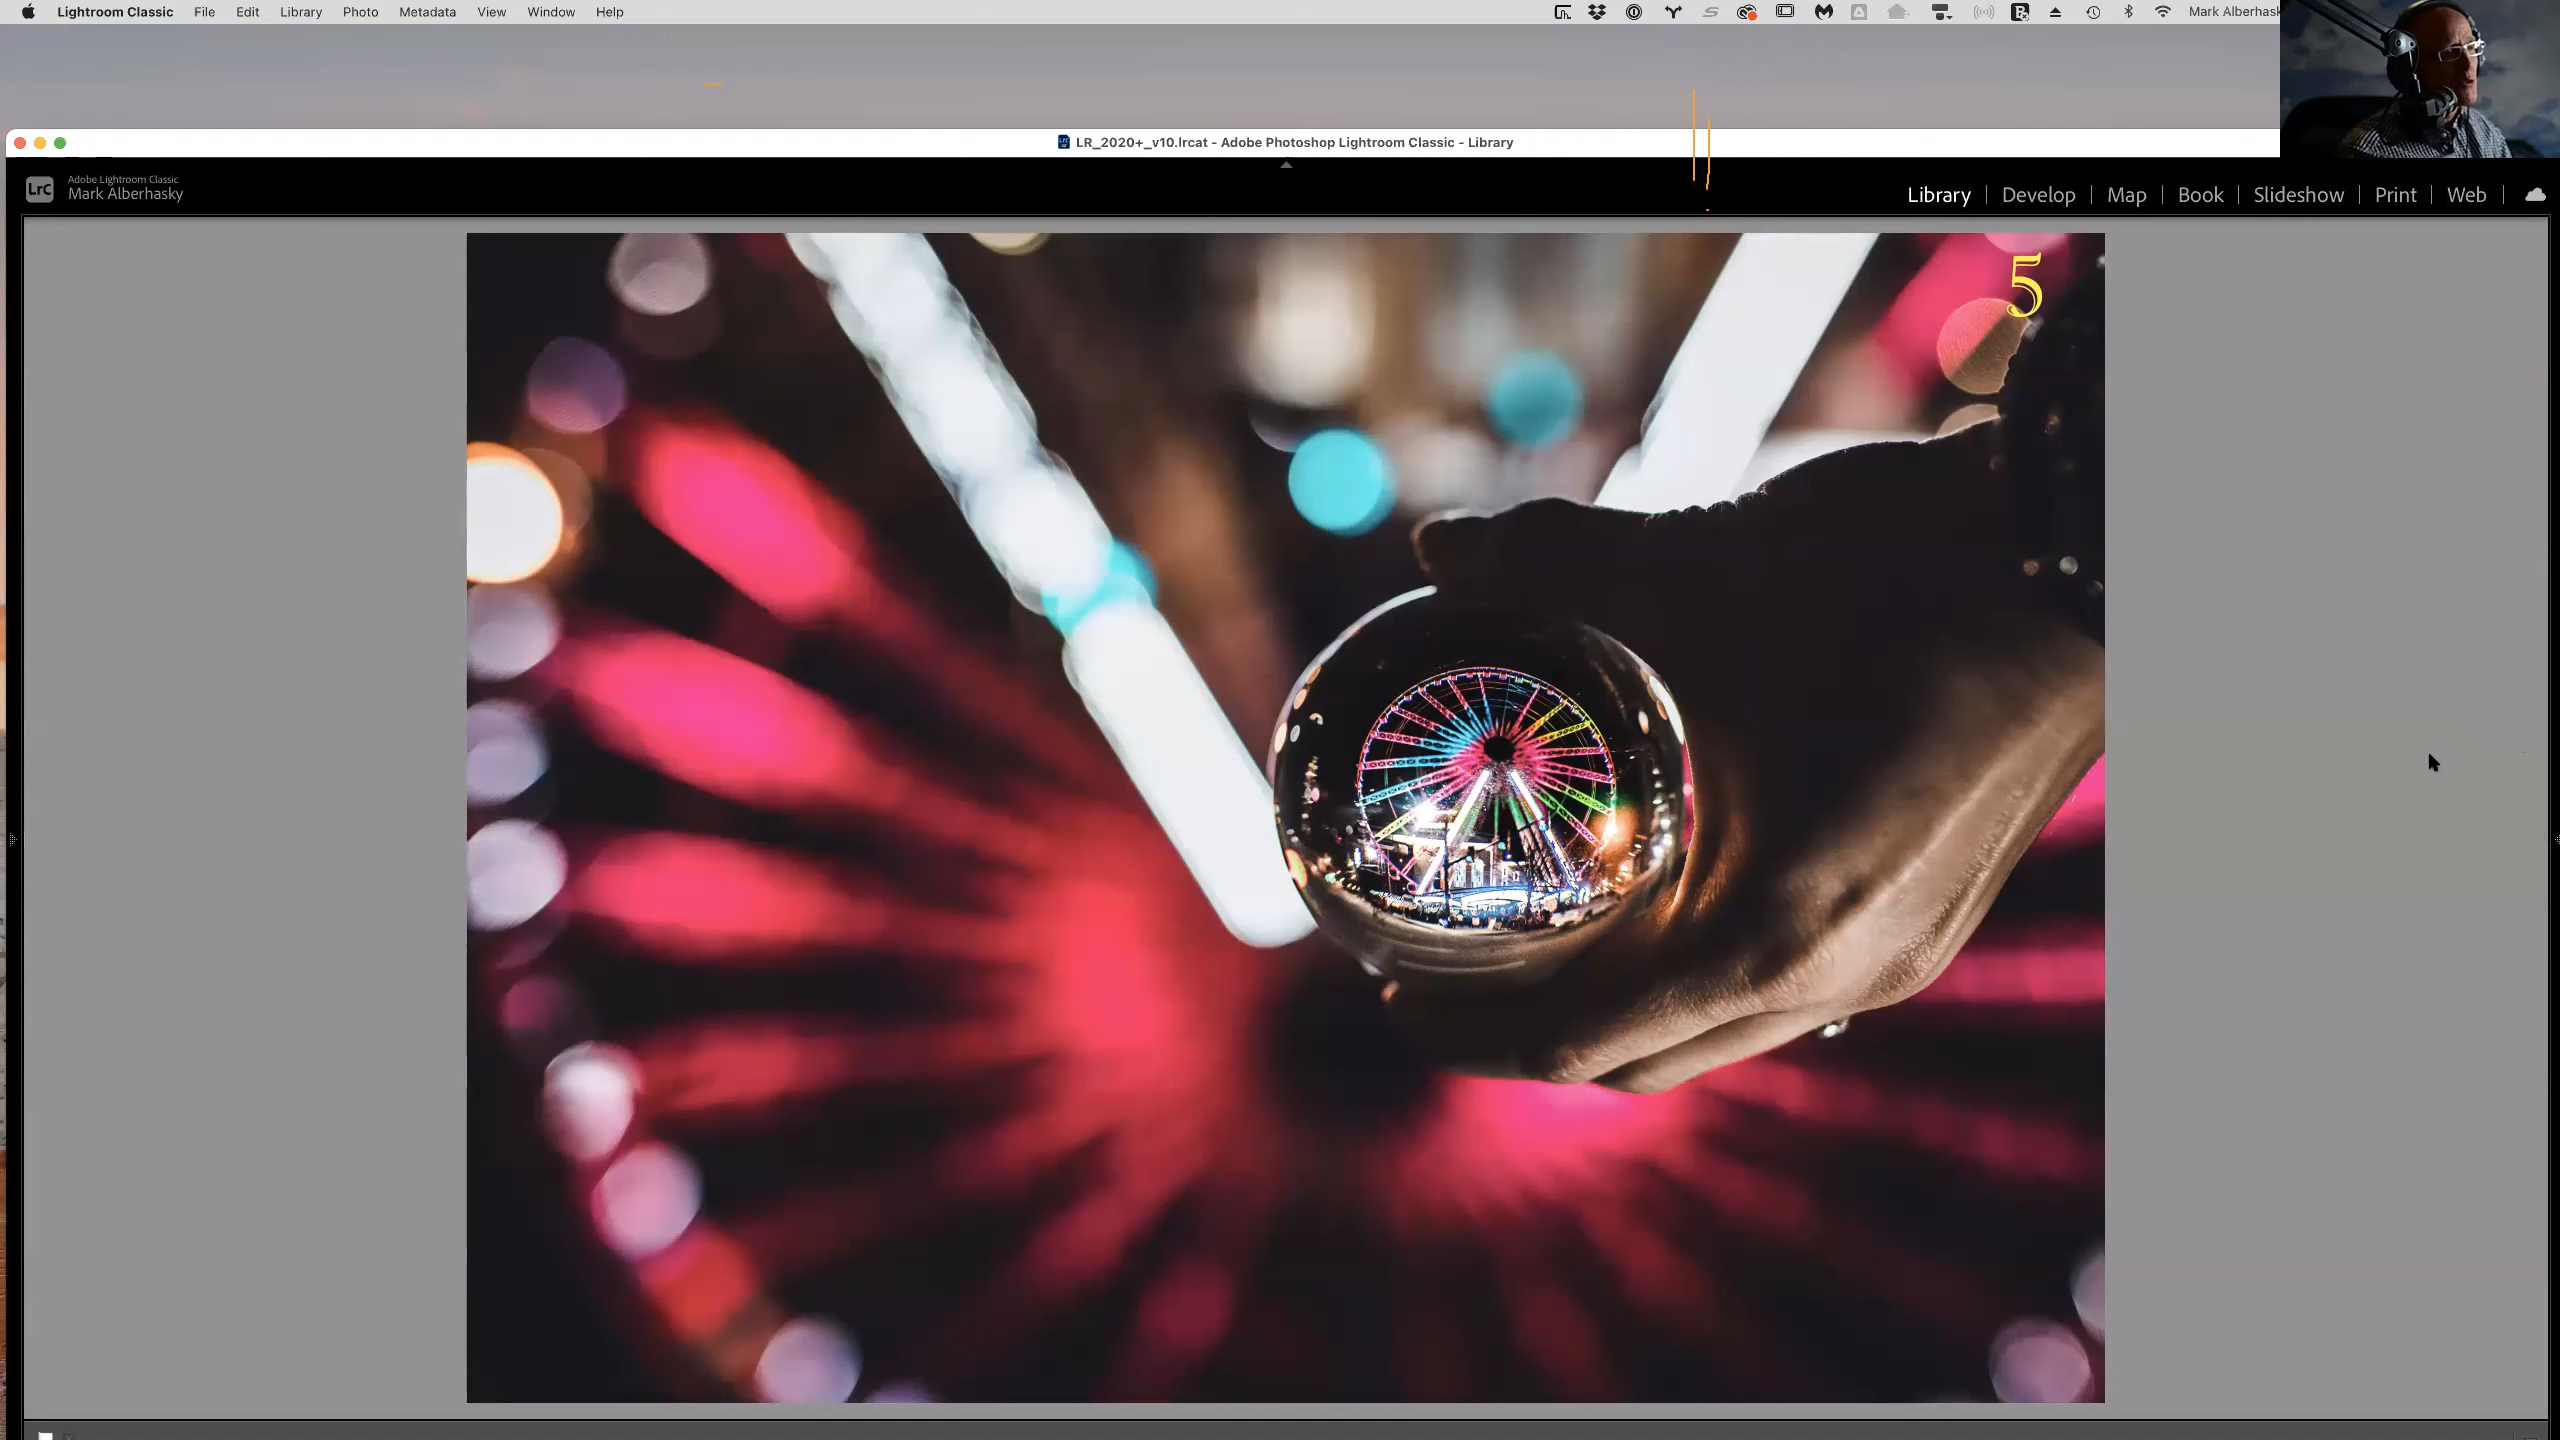 Lightroom Classic File Edit Library Photo Metadata View Window Help Mark Alberhask
LR_2020+_v10.lrcat - Adobe Photoshop Lightroom Classic - Library
LrC Adobe Lightroom Classic
Mark Alberhasky
Library | Develop | Map | Book | Slideshow | Print | Web
5